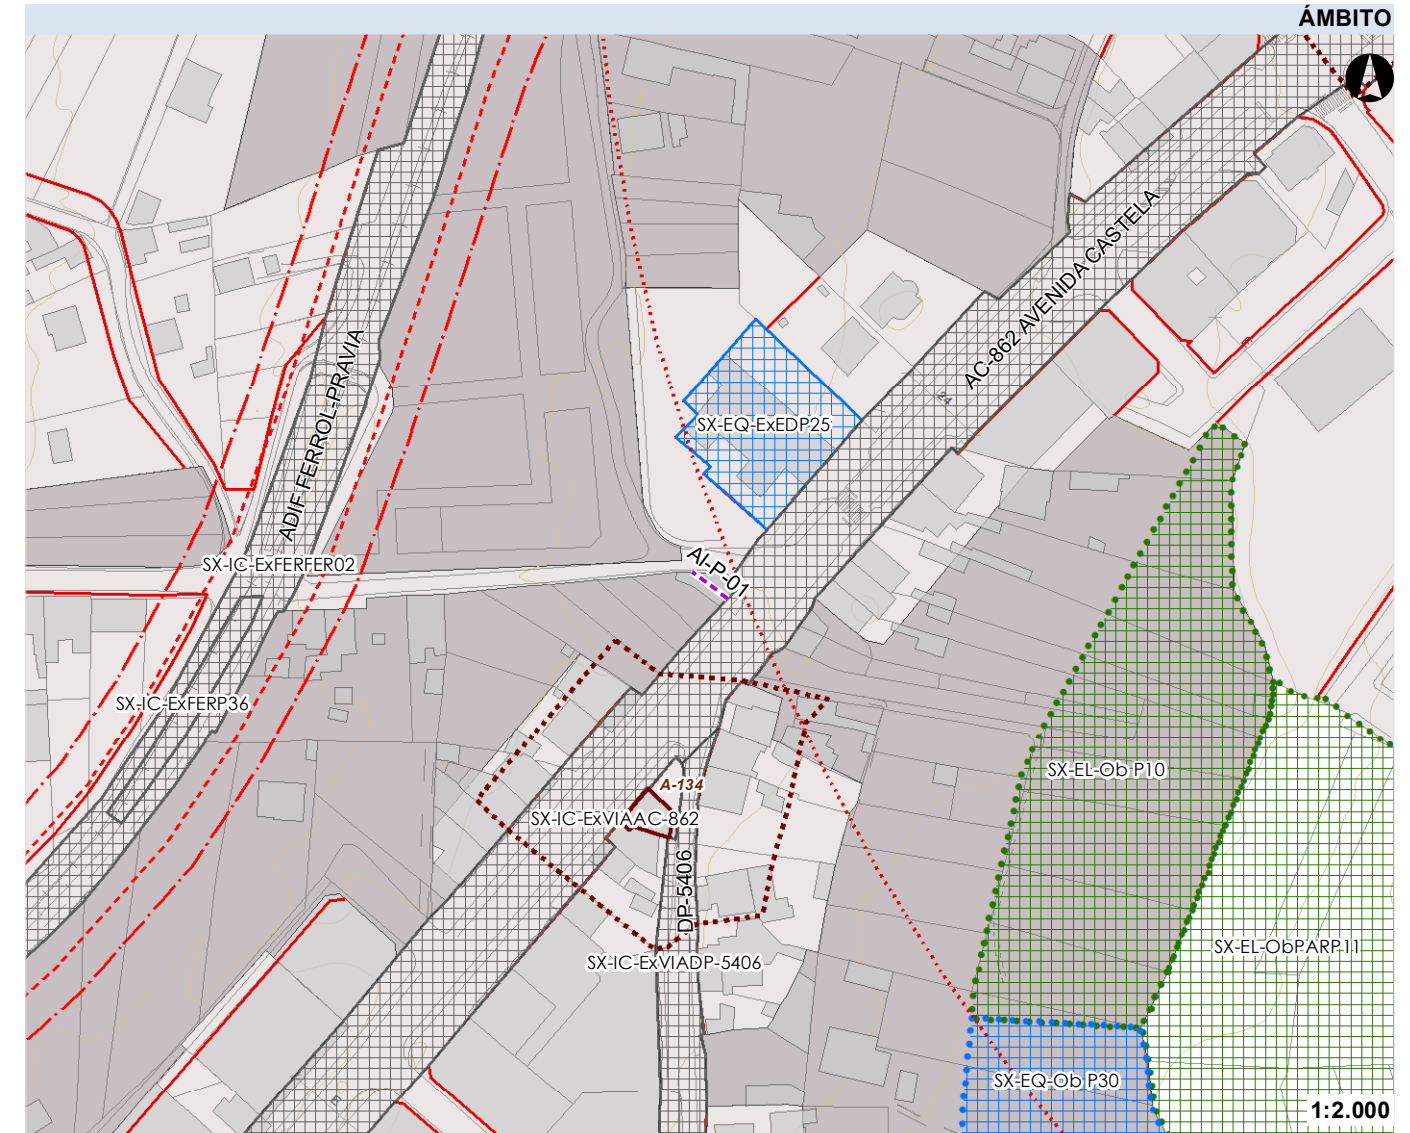 ÁMBITO
AC-862 AVENIDA CASTELA
24
E
ADIF FERROL-PRAVIA
SX-EQ-ExEDP25
SX-IC-ExFERFER02
AI-P-01
SX-IC-ExFERP36
SX-EL-Ob P10
A-134
SX-IC-ExVIAAC-862
DP-5406
SX-EL-ObPARP11
SX-IC-ExVIADP-5406
SX-EQ-Ob P30
E
1:2.000